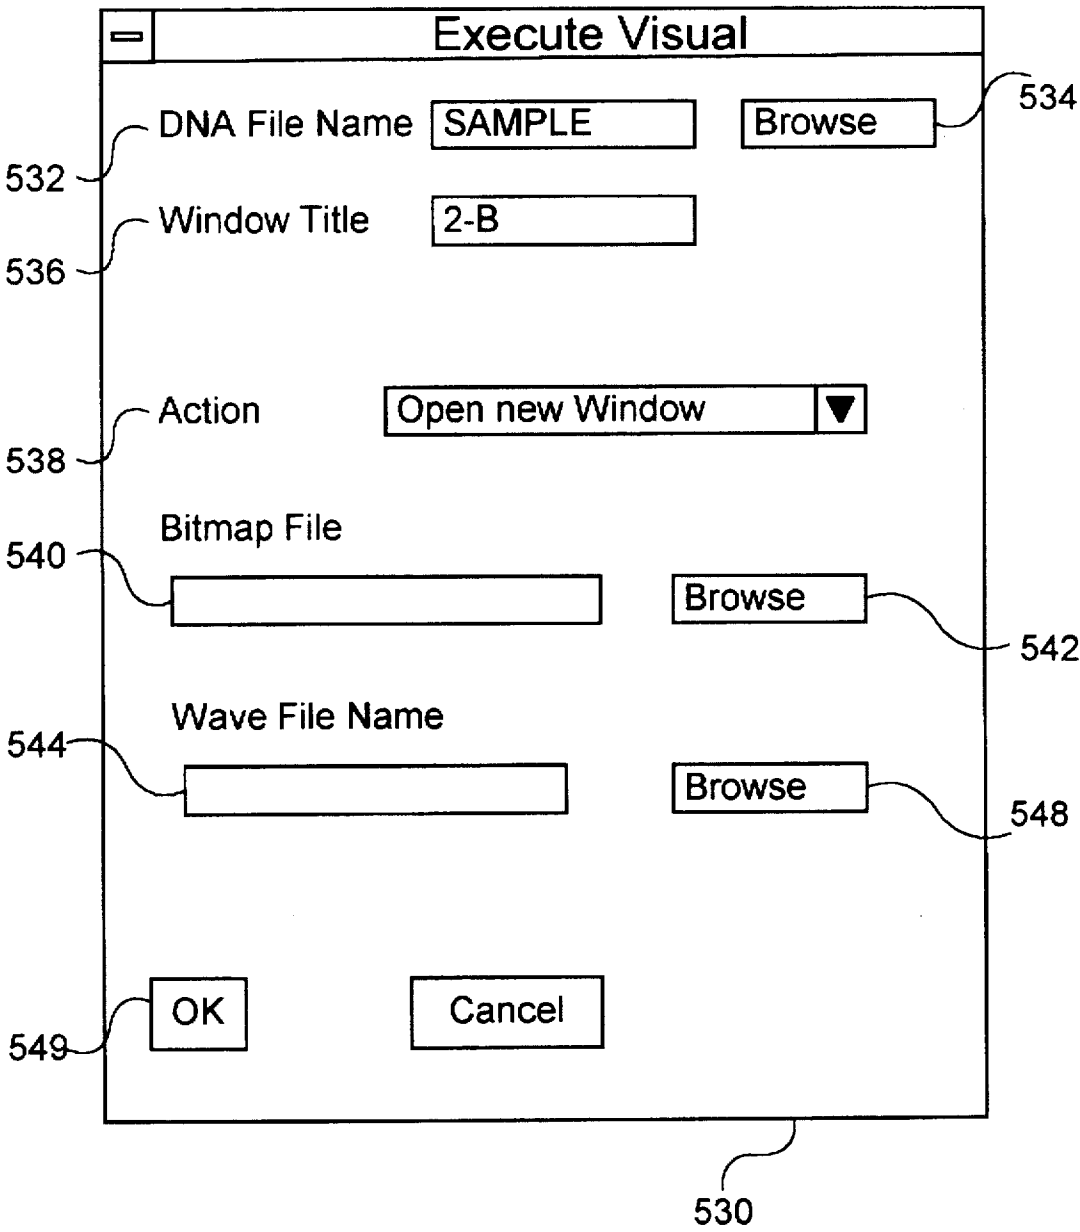 Execute Visual
534
DNA File Name SAMPLE Browse
532
Window Title 2-B
536
Action Open new Window
538
Bitmap File
540
Browse
542
Wave File Name
544
Browse
548
OK Cancel
549
530